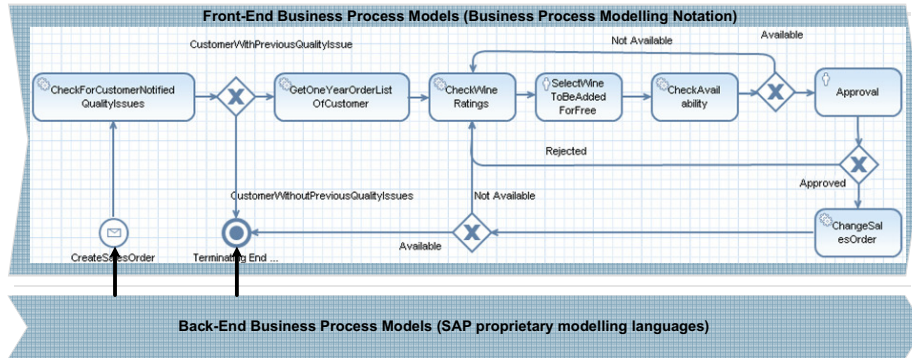 Front-End Business Process Models (Business Process Modelling Notation)
Available
Not Available
CustomerWithPreviousQualityIssue
CheckForCustomerNotified
QualityIssues
GetOneYearOrderList
OfCustomer
CheckWine
Ratings
SelectWine
ToBeAdded
ForFree
CheckAvail
ability
Approval
Rejected
Approved
CustomerWithoutPreviousQualityIssues
Not Available
ChangeSal
esOrder
Available
CreateSalesOrder
Terminating End ...
Back-End Business Process Models (SAP proprietary modelling languages)